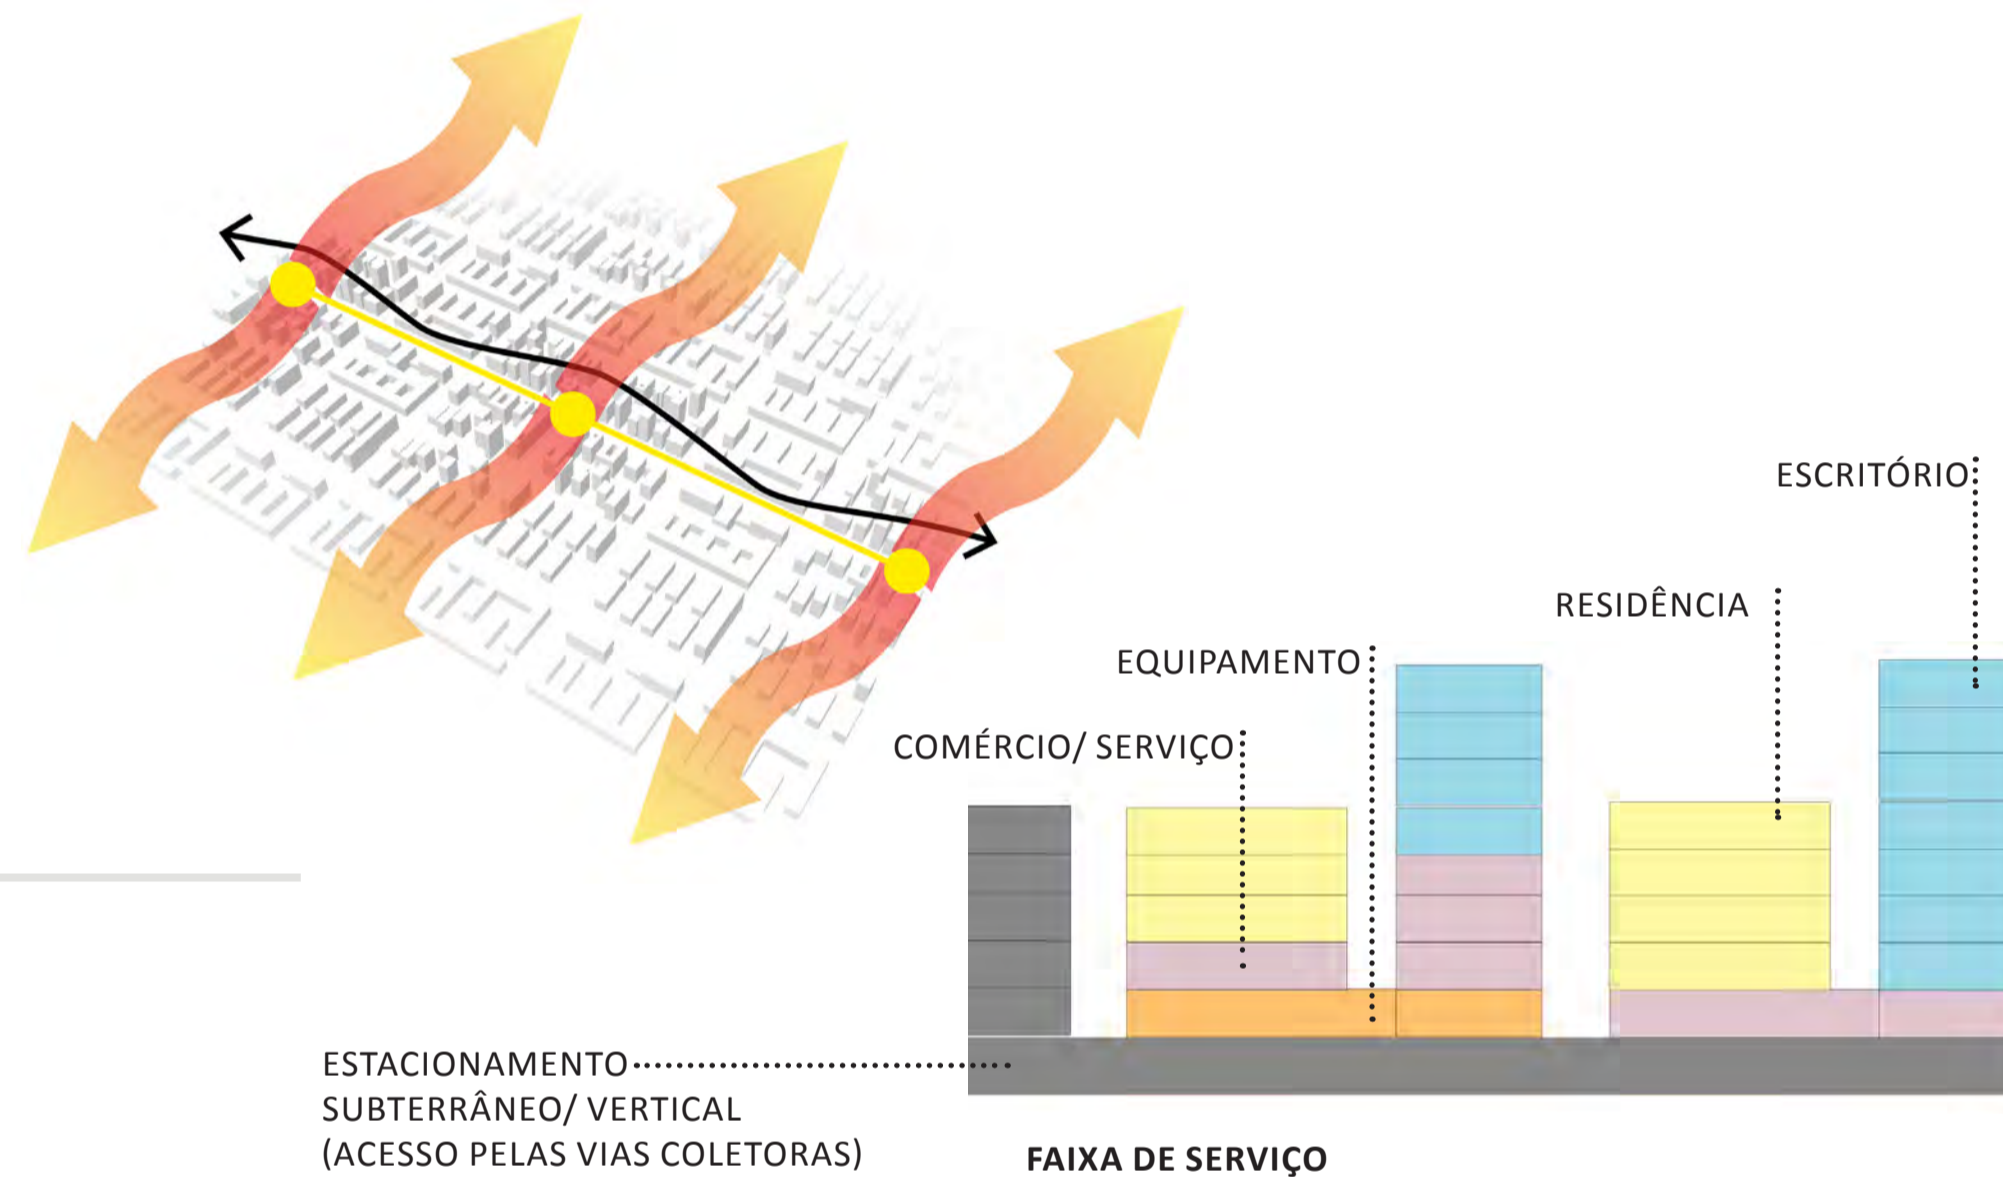 ESCRITÓRIO
RESIDÊNCIA
EQUIPAMENTO
COMÉRCIO/ SERVIÇO
ESTACIONAMENTO
SUBTERRÂNEO/ VERTICAL
(ACESSO PELAS VIAS COLETORAS)
FAIXA DE SERVIÇO